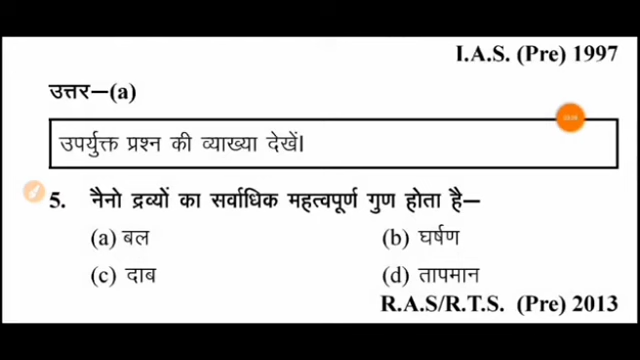 I.A.S. (Pre) 1997
उत्तर—(a)
उपर्युक्त प्रश्न की व्याख्या देखें।
5. नैनो द्रव्यों का सर्वाधिक महत्वपूर्ण गुण होता है—
(a) बल (b) घर्षण
(c) दाब (d) तापमान
R.A.S/R.T.S. (Pre) 2013